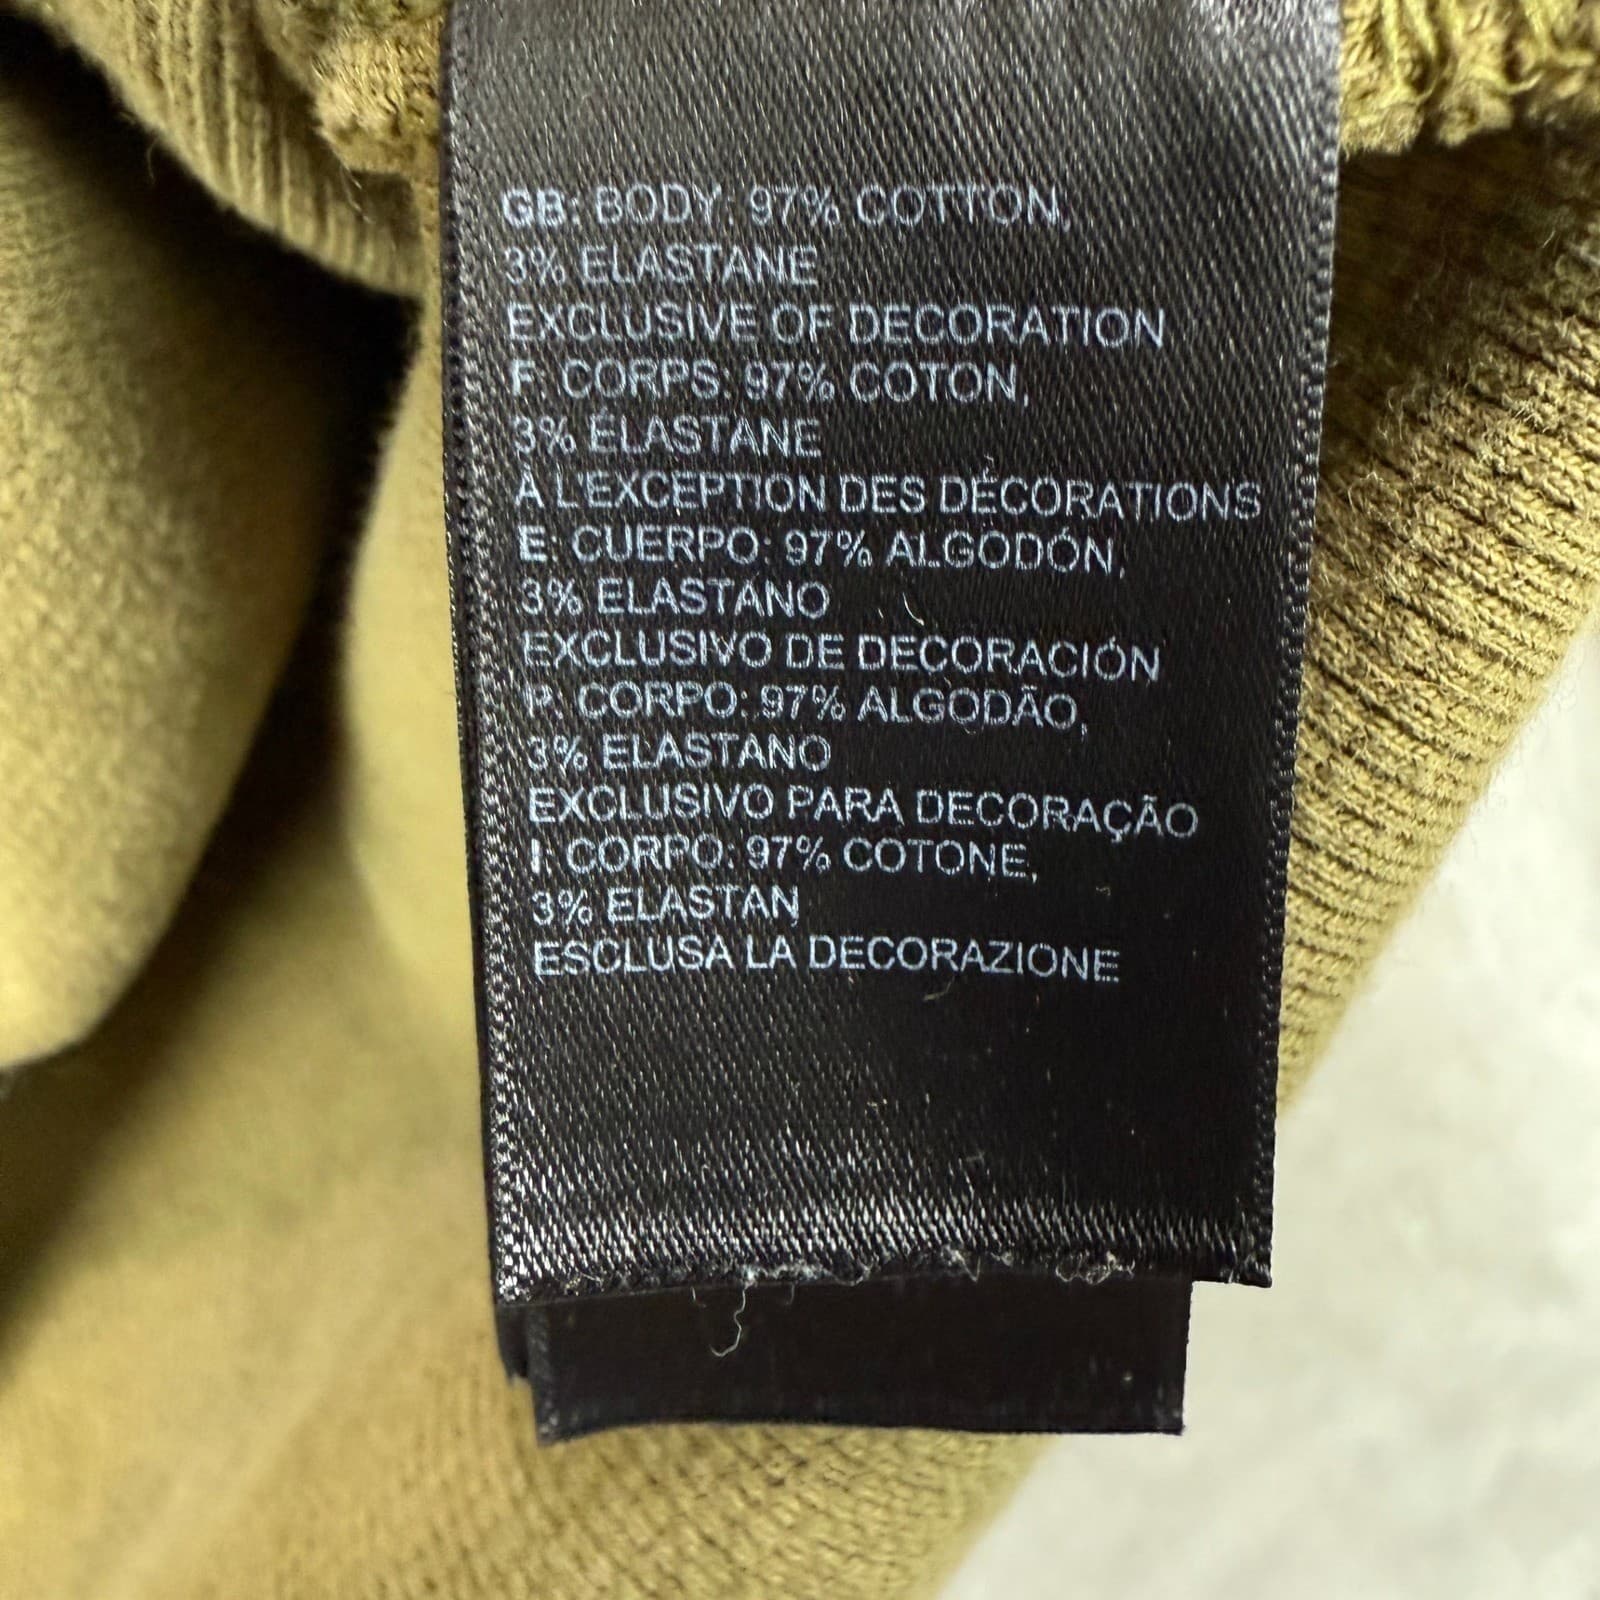 GB: BODY: 97% COTTON,
3% ELASTANE
EXCLUSIVE OF DECORATION
F: CORPS: 97% COTON,
3% ÉLASTANE
À L'EXCEPTION DES DÉCORATIONS
E: CUERPO: 97% ALGODÓN,
3% ELASTANO
EXCLUSIVO DE DECORACIÓN
P: CORPO: 97% ALGODÃO,
3% ELASTANO
EXCLUSIVO PARA DECORAÇÃO
I: CORPO: 97% COTONE,
3% ELASTAN
ESCLUSA LA DECORAZIONE